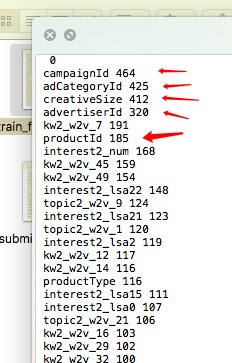 train_f
submi
0
campaignId 464
adCategoryId 425
creativeSize 412
advertiserId 320
kw2_w2v_7 191
productId 185
interest2_num 168
kw2_w2v_45 159
kw2_w2v_49 154
interest2_lsa22 148
topic2_w2v_9 124
interest2_lsa21 123
topic2_w2v_1 120
interest2_lsa2 119
kw2_w2v_12 117
kw2_w2v_14 116
productType 116
interest2_lsa15 111
interest2_lsa0 107
topic2_w2v_21 106
kw2_w2v_16 103
kw2_w2v_29 102
kw2_w2v_32 100